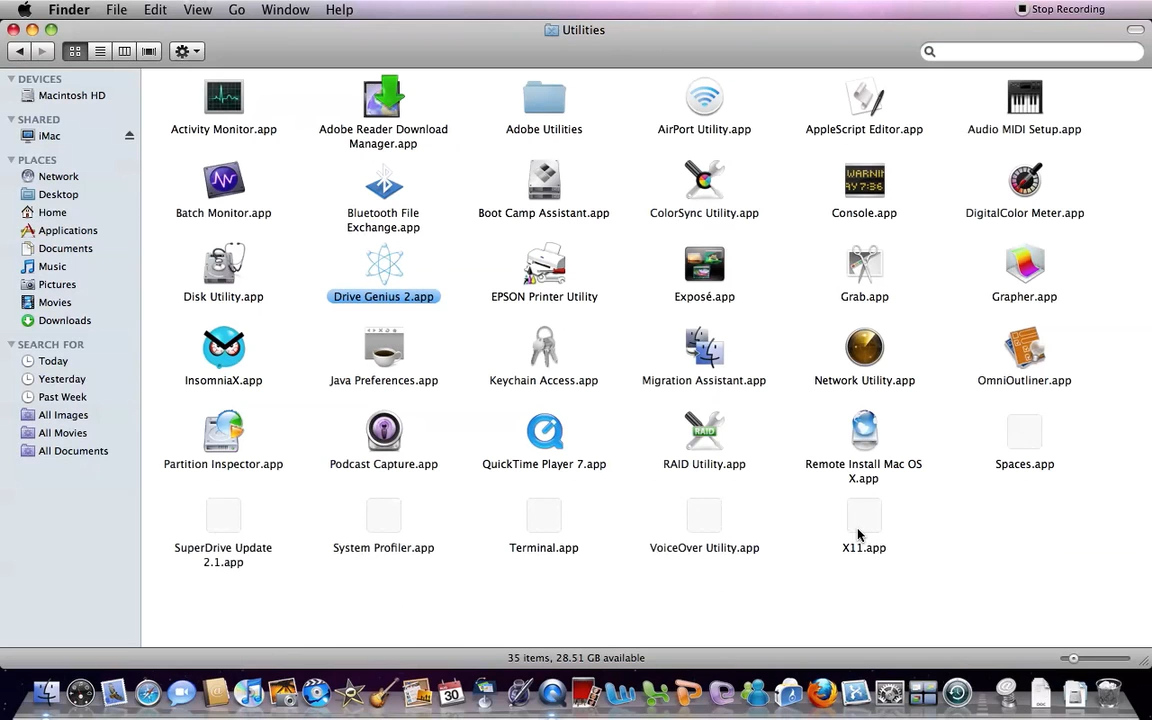 Finder File Edit View Go Window Help Stop Recording
Utilities
DEVICES
Macintosh HD
SHARED
iMac
PLACES
Network
Desktop
Home
Applications
Documents
Music
Pictures
Movies
Downloads
SEARCH FOR
Today
Yesterday
Past Week
All Images
All Movies
All Documents
Activity Monitor.app
Adobe Reader Download
Manager.app
Adobe Utilities
AirPort Utility.app
AppleScript Editor.app
Audio MIDI Setup.app
Batch Monitor.app
Bluetooth File
Exchange.app
Boot Camp Assistant.app
ColorSync Utility.app
WARNIN
AY 7:36
Console.app
DigitalColor Meter.app
Disk Utility.app
Drive Genius 2.app
EPSON Printer Utility
Exposé.app
Grab.app
Grapher.app
InsomniaX.app
Java Preferences.app
Keychain Access.app
Migration Assistant.app
Network Utility.app
OmniOutliner.app
Partition Inspector.app
Podcast Capture.app
QuickTime Player 7.app
RAID
RAID Utility.app
Remote Install Mac OS
X.app
Spaces.app
SuperDrive Update
2.1.app
System Profiler.app
Terminal.app
VoiceOver Utility.app
X11.app
35 items, 28.51 GB available
30